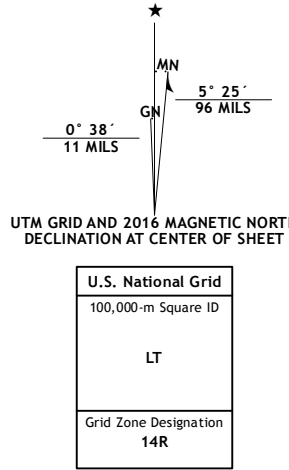 ★
MN
5° 25´
96 MILS
GN
0° 38´
11 MILS
UTM GRID AND 2016 MAGNETIC NORTH
DECLINATION AT CENTER OF SHEET
U.S. National Grid
100,000-m Square ID
LT
Grid Zone Designation
14R